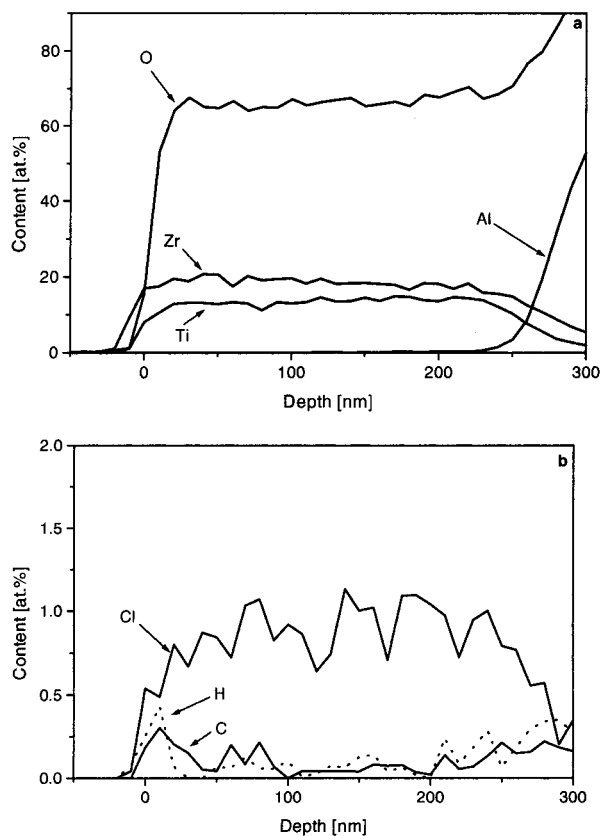 a
80
60
40
20
0
Content [at.%]
O
Zr
Ti
Al
0 100 200 300
Depth [nm]
b
2.0
1.5
1.0
0.5
0.0
Content [at.%]
Cl
H
C
0 100 200 300
Depth [nm]